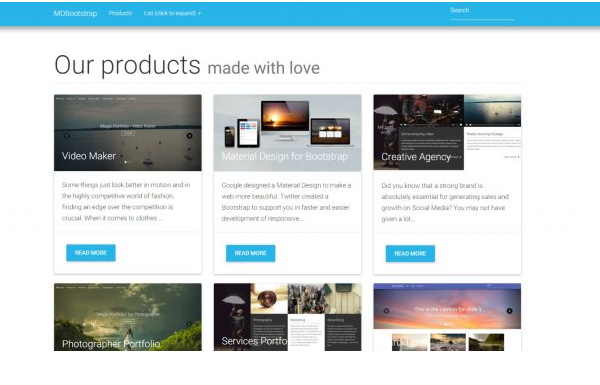 MDBootstrap Products List (click to expand) Search
Our products made with love
Magic Portfolio - Video Maker
Video Maker
Material Design for Bootstrap
Some amazing video
Creative Agency
Some things just look better in motion and in
the highly competitive world of fashion,
finding an edge over the competition is
crucial. When it comes to clothes ...
Google designed a Material Design to make a
web more beautiful. Twitter created a
Bootstrap to support you in faster and easier
development of responsive...
Did you know that a strong brand is
absolutely essential for generating sales and
growth on Social Media? You may not have
given a lot...
READ MORE
READ MORE
READ MORE
Magic Portfolio for Photographer
Photographer Portfolio
Photography Marketing Advertising
Services Portfo
This is the caption for slide 1